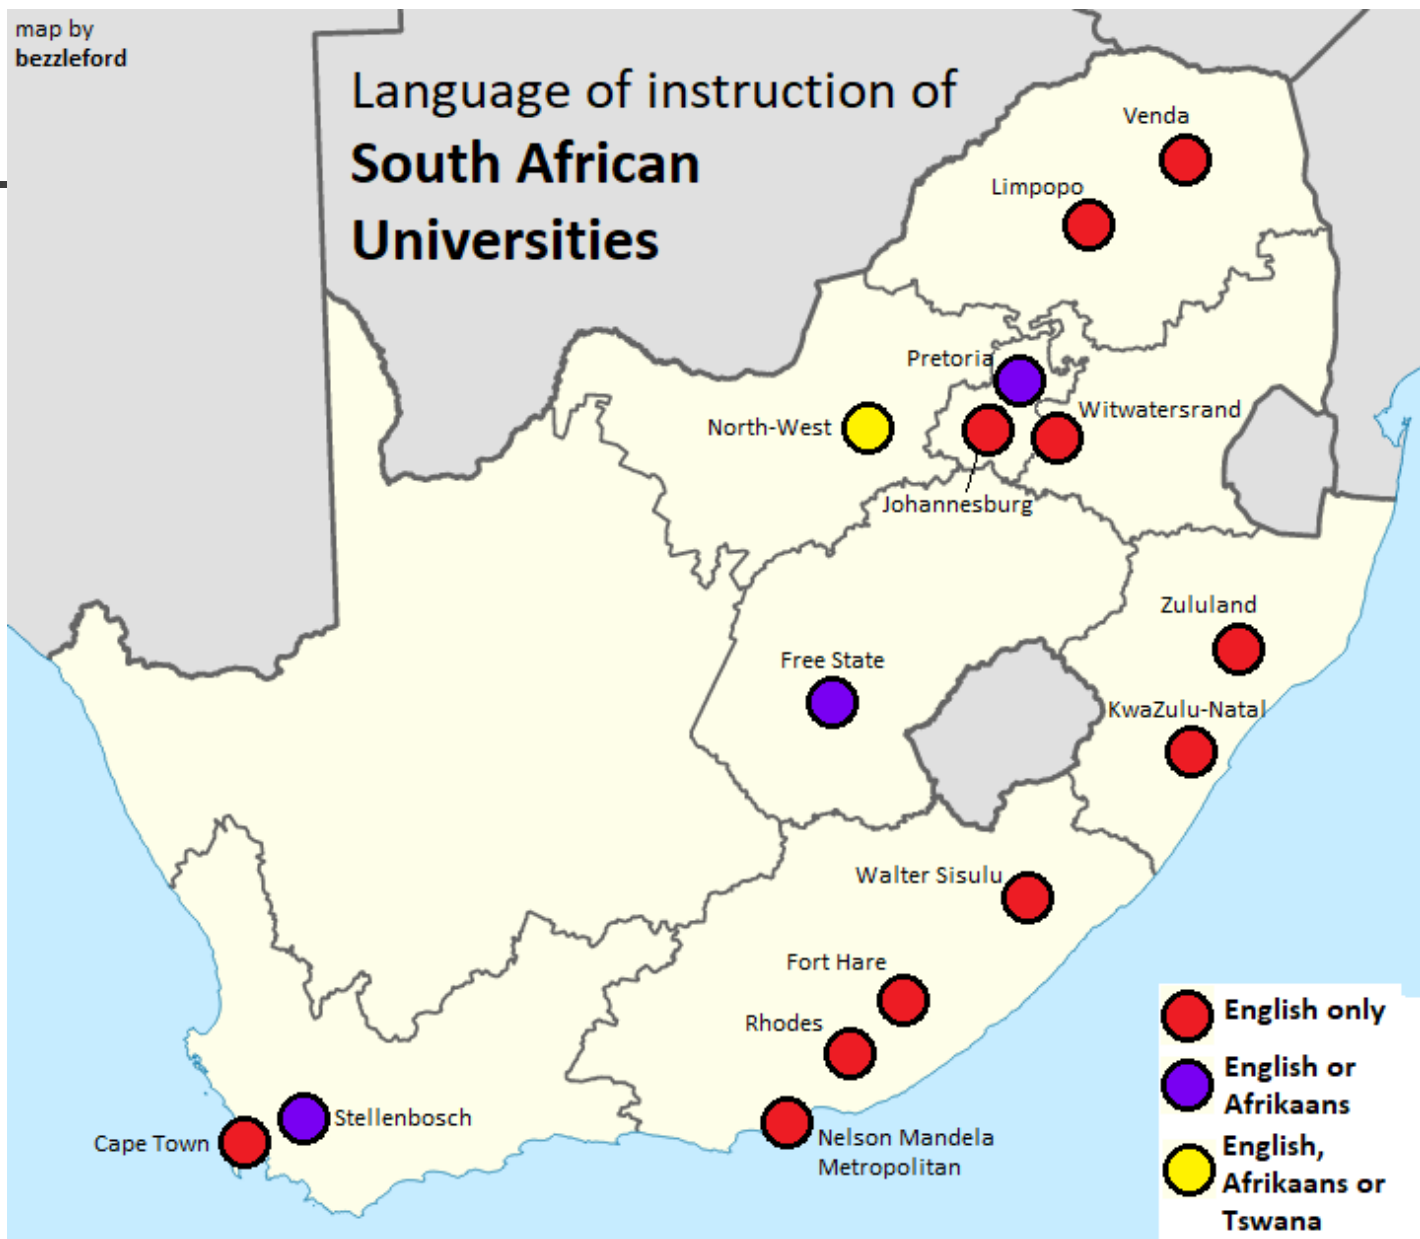 map by
bezzleford
Language of instruction of
South African
Universities
Venda
Limpopo
Pretoria
Witwatersrand
North-West
Johannesburg
Zululand
Free State
KwaZulu-Natal
Walter Sisulu
Fort Hare
Rhodes
Stellenbosch
Cape Town
Nelson Mandela
Metropolitan
English only
English or
Afrikaans
English,
Afrikaans or
Tswana